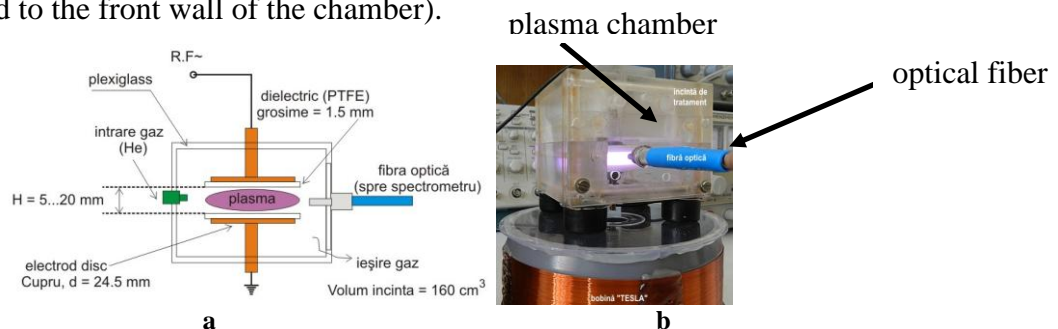 d to the front wall of the chamber).
plasma chamber
optical fiber
R.F~
plexiglass
dielectric (PTFE)
grosime = 1.5 mm
intrare gaz
(He)
fibra optică
(spre spectrometru)
H = 5...20 mm
plasma
electrod disc
Cupru, d = 24.5 mm
ieşire gaz
Volum incinta = 160 cm³
incintă de
tratament
fibră optică
bobină "TESLA"
a
b